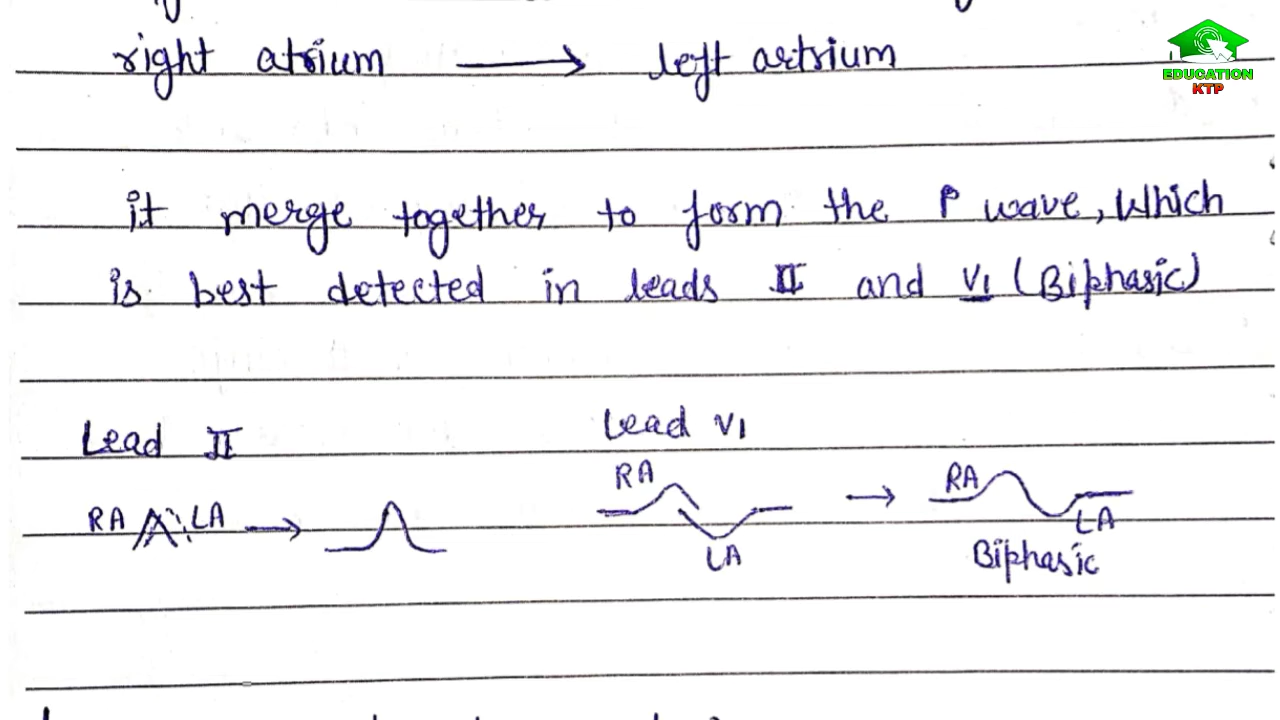 right atrium → left artrium
EDUCATION
KTP
it merge together to form the P wave, Which
is best detected in leads II and V1 (Biphasic)
Lead II
Lead V1
RA LA →
RA
LA
→
RA
LA
Biphasic